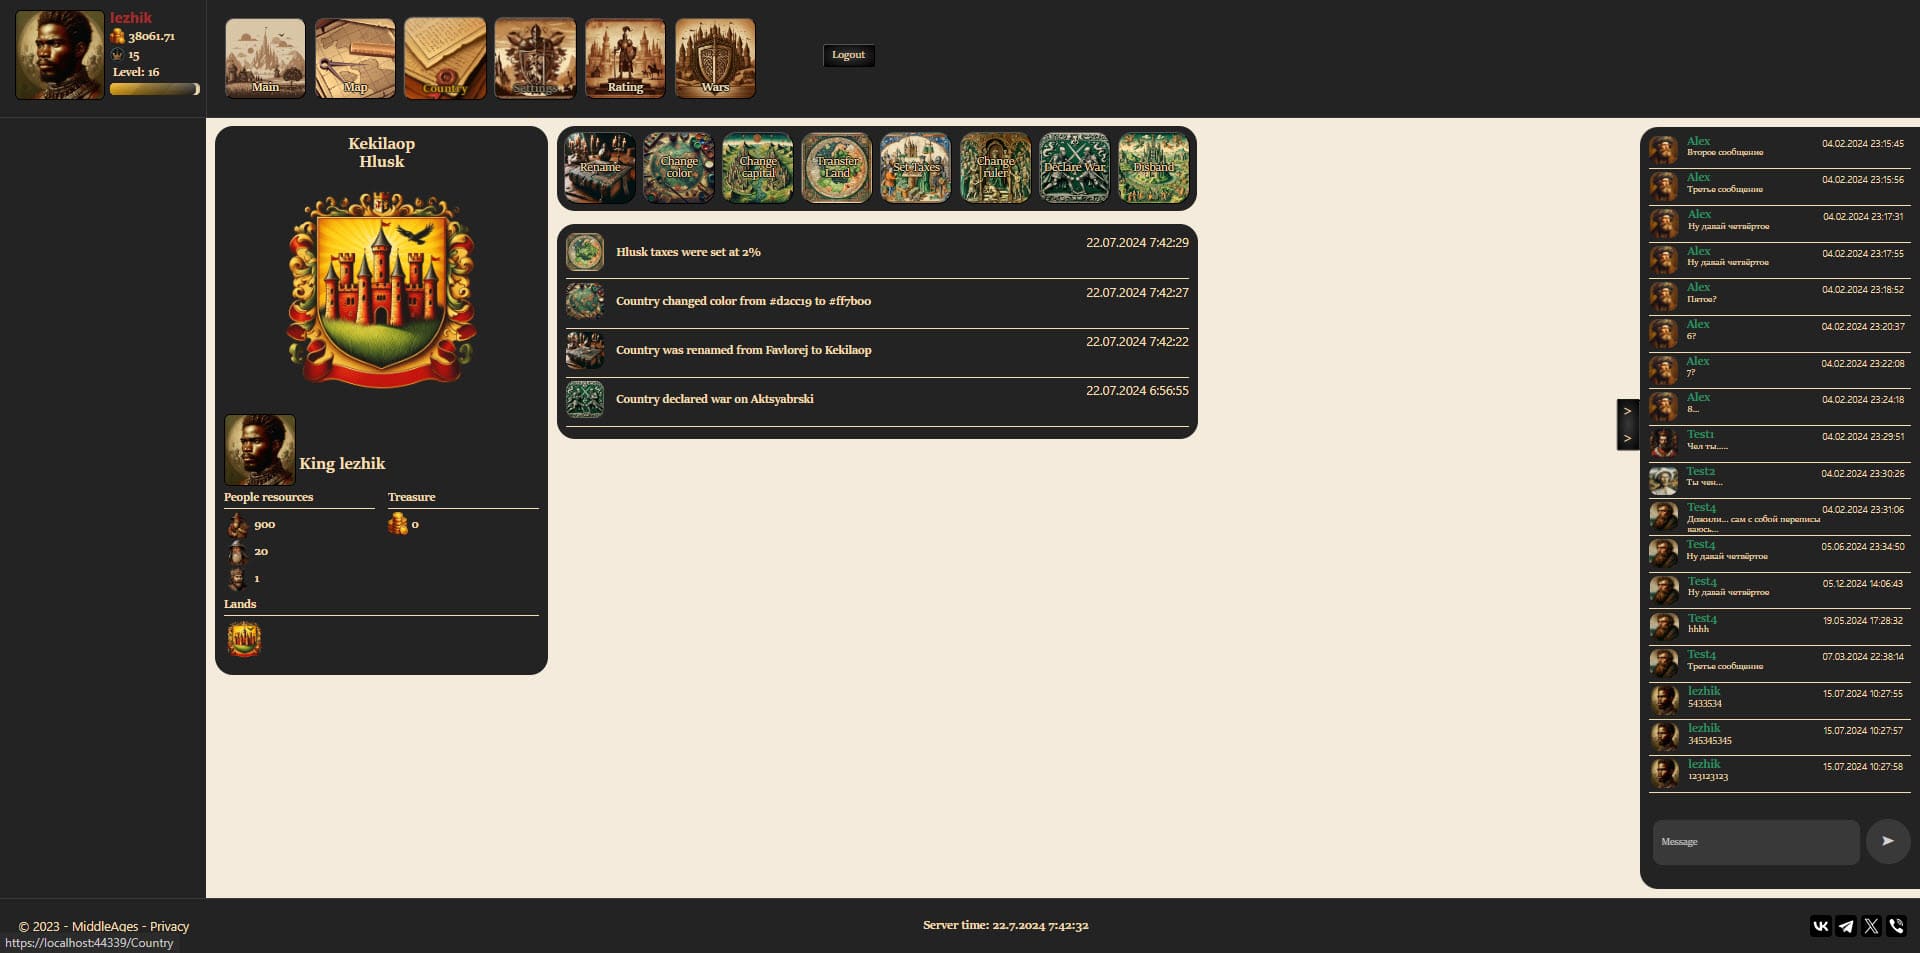 lezhik
38061.71
15
Level: 16
Main
Map
Country
Settings
Rating
Wars
Logout
Kekilaop
Hlusk
King lezhik
People resources
Treasure
900
0
20
1
Lands
Rename
Change color
Change capital
Transfer Land
Set Taxes
Change ruler
Declare War
Disband
Hlusk taxes were set at 2%
22.07.2024 7:42:29
Country changed color from #d2cc19 to #ff7b00
22.07.2024 7:42:27
Country was renamed from Favlorej to Kekilaop
22.07.2024 7:42:22
Country declared war on Aktsyabrski
22.07.2024 6:56:55
>
>
Alex
04.02.2024 23:15:45
Второе сообщение
Alex
04.02.2024 23:15:56
Третье сообщение
Alex
04.02.2024 23:17:31
Ну давай четвёртое
Alex
04.02.2024 23:17:55
Ну давай четвёртое
Alex
04.02.2024 23:18:52
Пятое?
Alex
04.02.2024 23:20:37
6?
Alex
04.02.2024 23:22:08
7?
Alex
04.02.2024 23:24:18
8...
Test1
04.02.2024 23:29:51
Чел ты.....
Test2
04.02.2024 23:30:26
Ты чен...
Test4
04.02.2024 23:31:06
Дожили... сам с собой переписы
ваюсь...
Test4
05.06.2024 23:34:50
Ну давай четвёртое
Test4
05.12.2024 14:06:43
Ну давай четвёртое
Test4
19.05.2024 17:28:32
hhhh
Test4
07.03.2024 22:38:14
Третье сообщение
lezhik
15.07.2024 10:27:55
5433534
lezhik
15.07.2024 10:27:57
345345345
lezhik
15.07.2024 10:27:58
123123123
Message
© 2023 - MiddleAges - Privacy
Server time: 22.7.2024 7:42:32
https://localhost:44339/Country